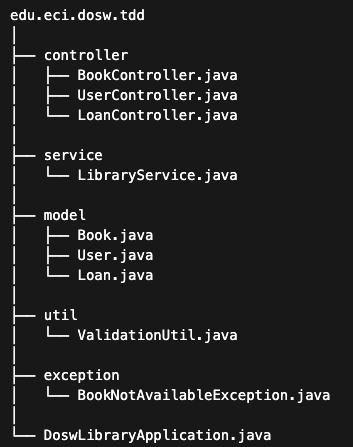 edu.eci.dosw.tdd
│
├── controller
│   ├── BookController.java
│   ├── UserController.java
│   └── LoanController.java
│
├── service
│   └── LibraryService.java
│
├── model
│   ├── Book.java
│   ├── User.java
│   └── Loan.java
│
├── util
│   └── ValidationUtil.java
│
├── exception
│   └── BookNotAvailableException.java
│
└── DoswLibraryApplication.java